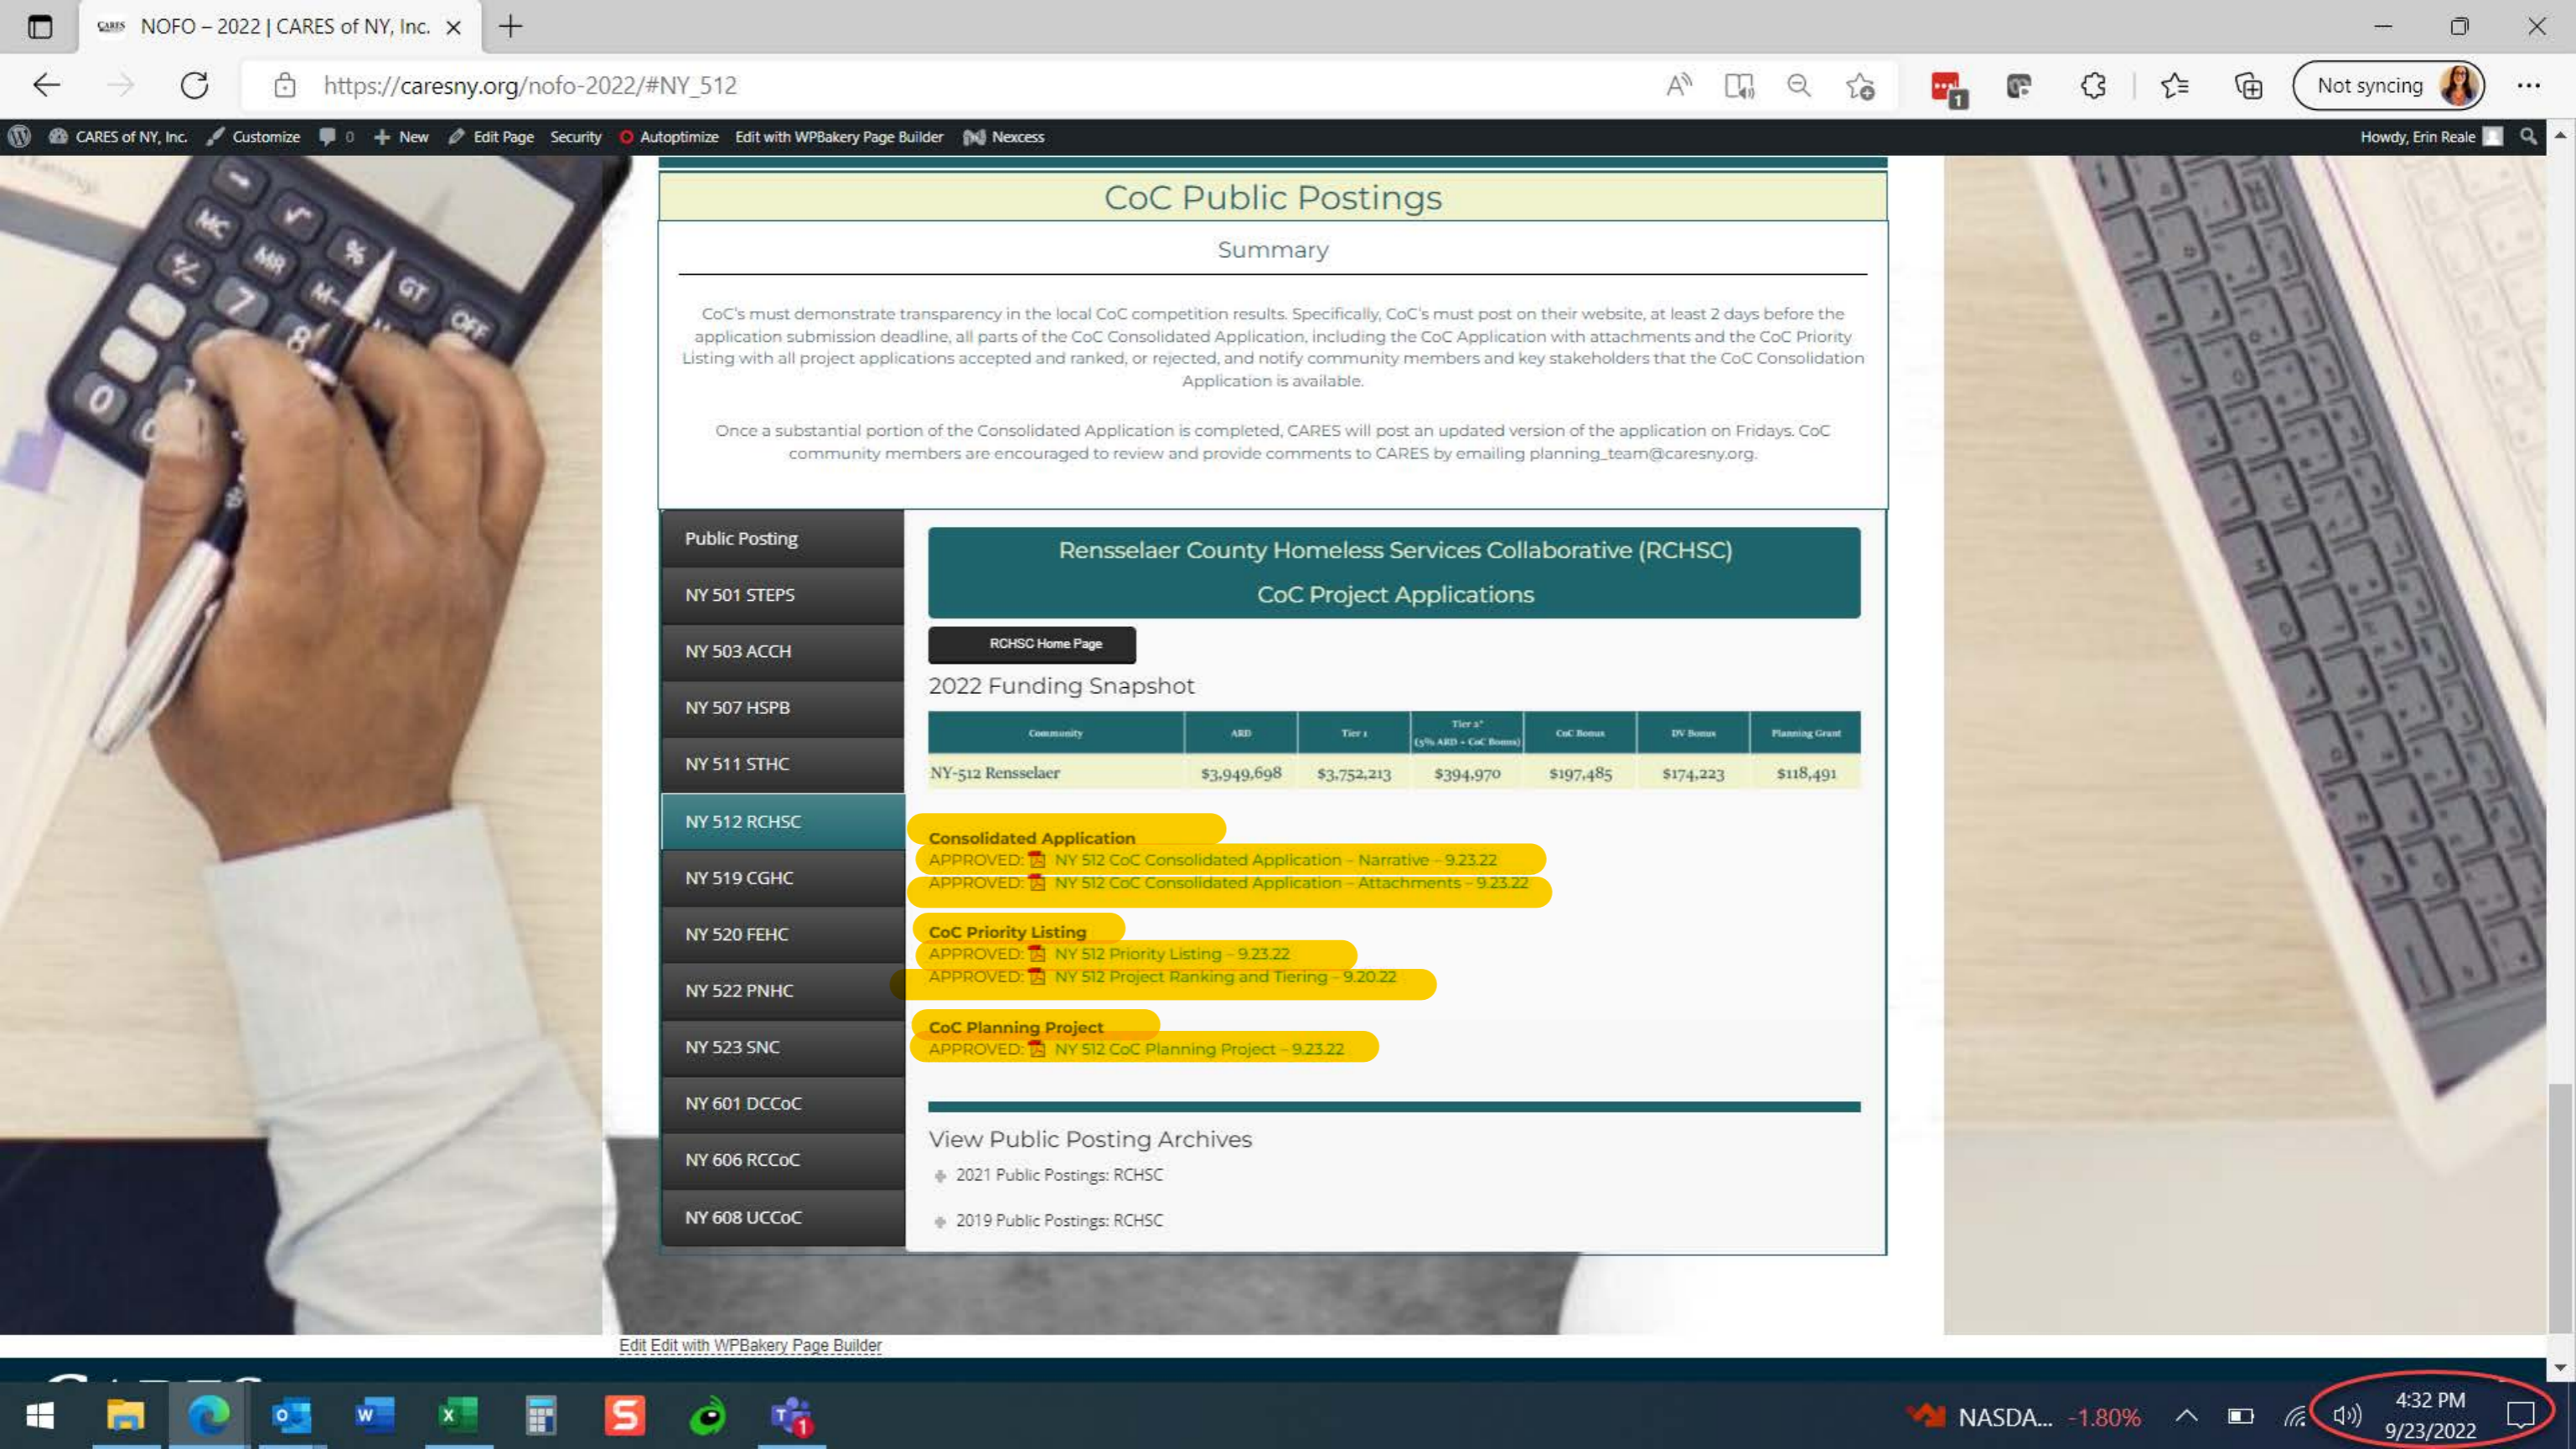 NOFO – 2022 | CARES of NY, Inc.
https://caresny.org/nofo-2022/#NY_512
1
Not syncing
CARES of NY, Inc. Customize 0 New Edit Page Security Autoptimize Edit with WPBakery Page Builder Nexcess Howdy, Erin Reale
MC
√
%
GT
OFF
+/-
MR
M-
7
8
0
CoC Public Postings
Summary
CoC's must demonstrate transparency in the local CoC competition results. Specifically, CoC's must post on their website, at least 2 days before the
application submission deadline, all parts of the CoC Consolidated Application, including the CoC Application with attachments and the CoC Priority
Listing with all project applications accepted and ranked, or rejected, and notify community members and key stakeholders that the CoC Consolidation
Application is available.
Once a substantial portion of the Consolidated Application is completed, CARES will post an updated version of the application on Fridays. CoC
community members are encouraged to review and provide comments to CARES by emailing planning_team@caresny.org.
Public Posting
NY 501 STEPS
NY 503 ACCH
NY 507 HSPB
NY 511 STHC
NY 512 RCHSC
NY 519 CGHC
NY 520 FEHC
NY 522 PNHC
NY 523 SNC
NY 601 DCCoC
NY 606 RCCoC
NY 608 UCCoC
Rensselaer County Homeless Services Collaborative (RCHSC)
CoC Project Applications
RCHSC Home Page
2022 Funding Snapshot
Community ARD Tier 1 Tier 2* CoC Bonus DV Bonus Planning Grant
(5% ARD + CoC Bonus)
NY-512 Rensselaer $3,949,698 $3,752,213 $394,970 $197,485 $174,223 $118,491
Consolidated Application
APPROVED: NY 512 CoC Consolidated Application – Narrative – 9.23.22
APPROVED: NY 512 CoC Consolidated Application – Attachments – 9.23.22
CoC Priority Listing
APPROVED: NY 512 Priority Listing – 9.23.22
APPROVED: NY 512 Project Ranking and Tiering – 9.20.22
CoC Planning Project
APPROVED: NY 512 CoC Planning Project – 9.23.22
View Public Posting Archives
2021 Public Postings: RCHSC
2019 Public Postings: RCHSC
Edit Edit with WPBakery Page Builder
NASDA... -1.80%
4:32 PM
9/23/2022